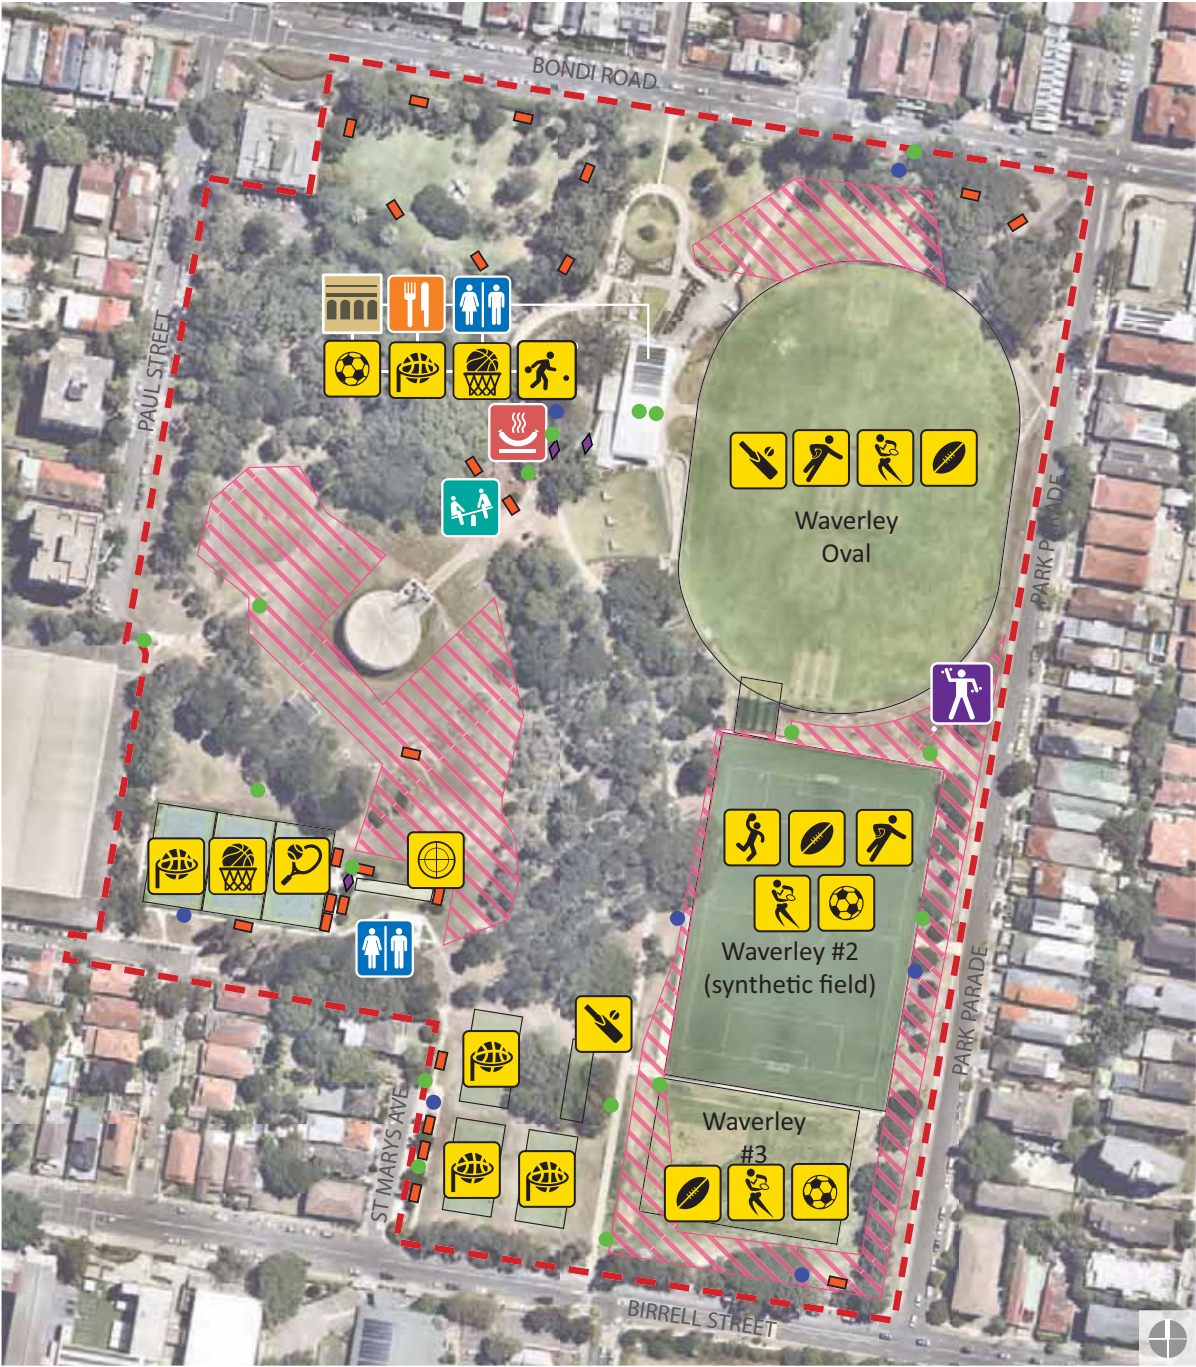 BONDI ROAD
PAUL STREET
Waverley
Oval
PARK PARADE
Waverley #2
(synthetic field)
PARK PARADE
Waverley
#3
ST MARYS AVE
BIRRELL STREET